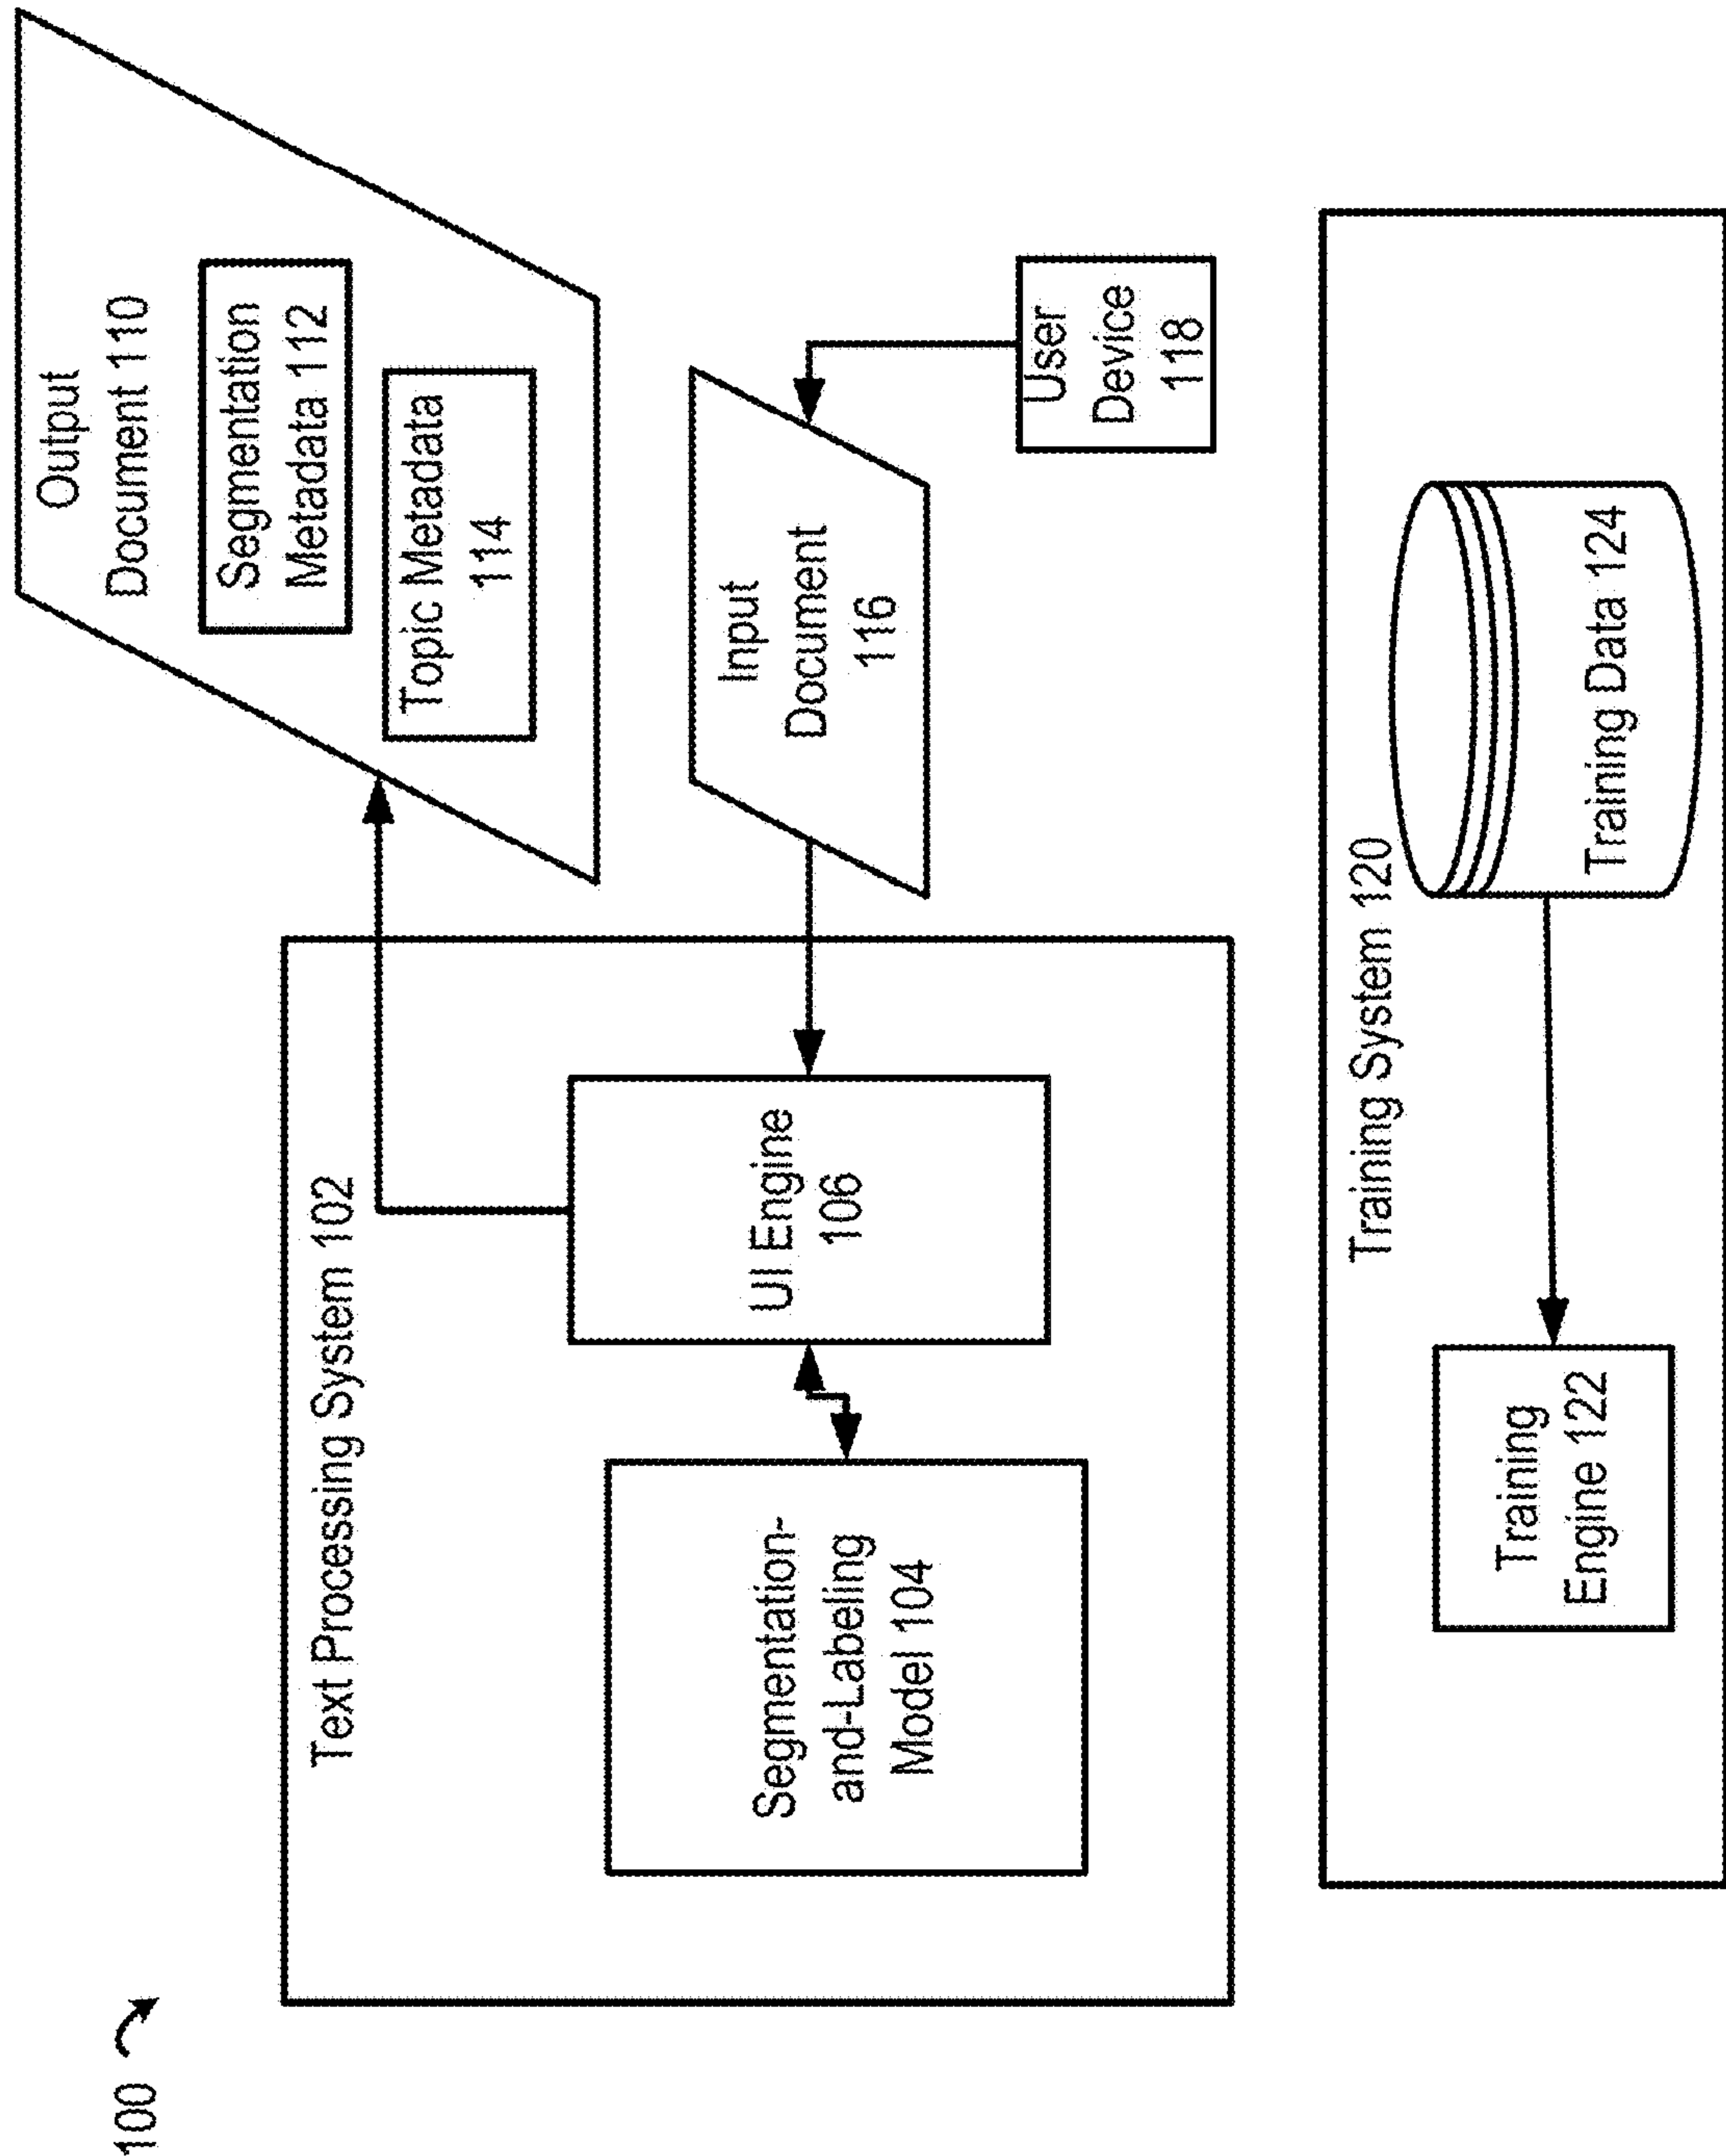 100
Text Processing System 102
Segmentation-
and-Labeling
Model 104
UI Engine
106
Output
Document 110
Segmentation
Metadata 112
Topic Metadata
114
Input
Document
116
User
Device
118
Training System 120
Training
Engine 122
Training Data 124